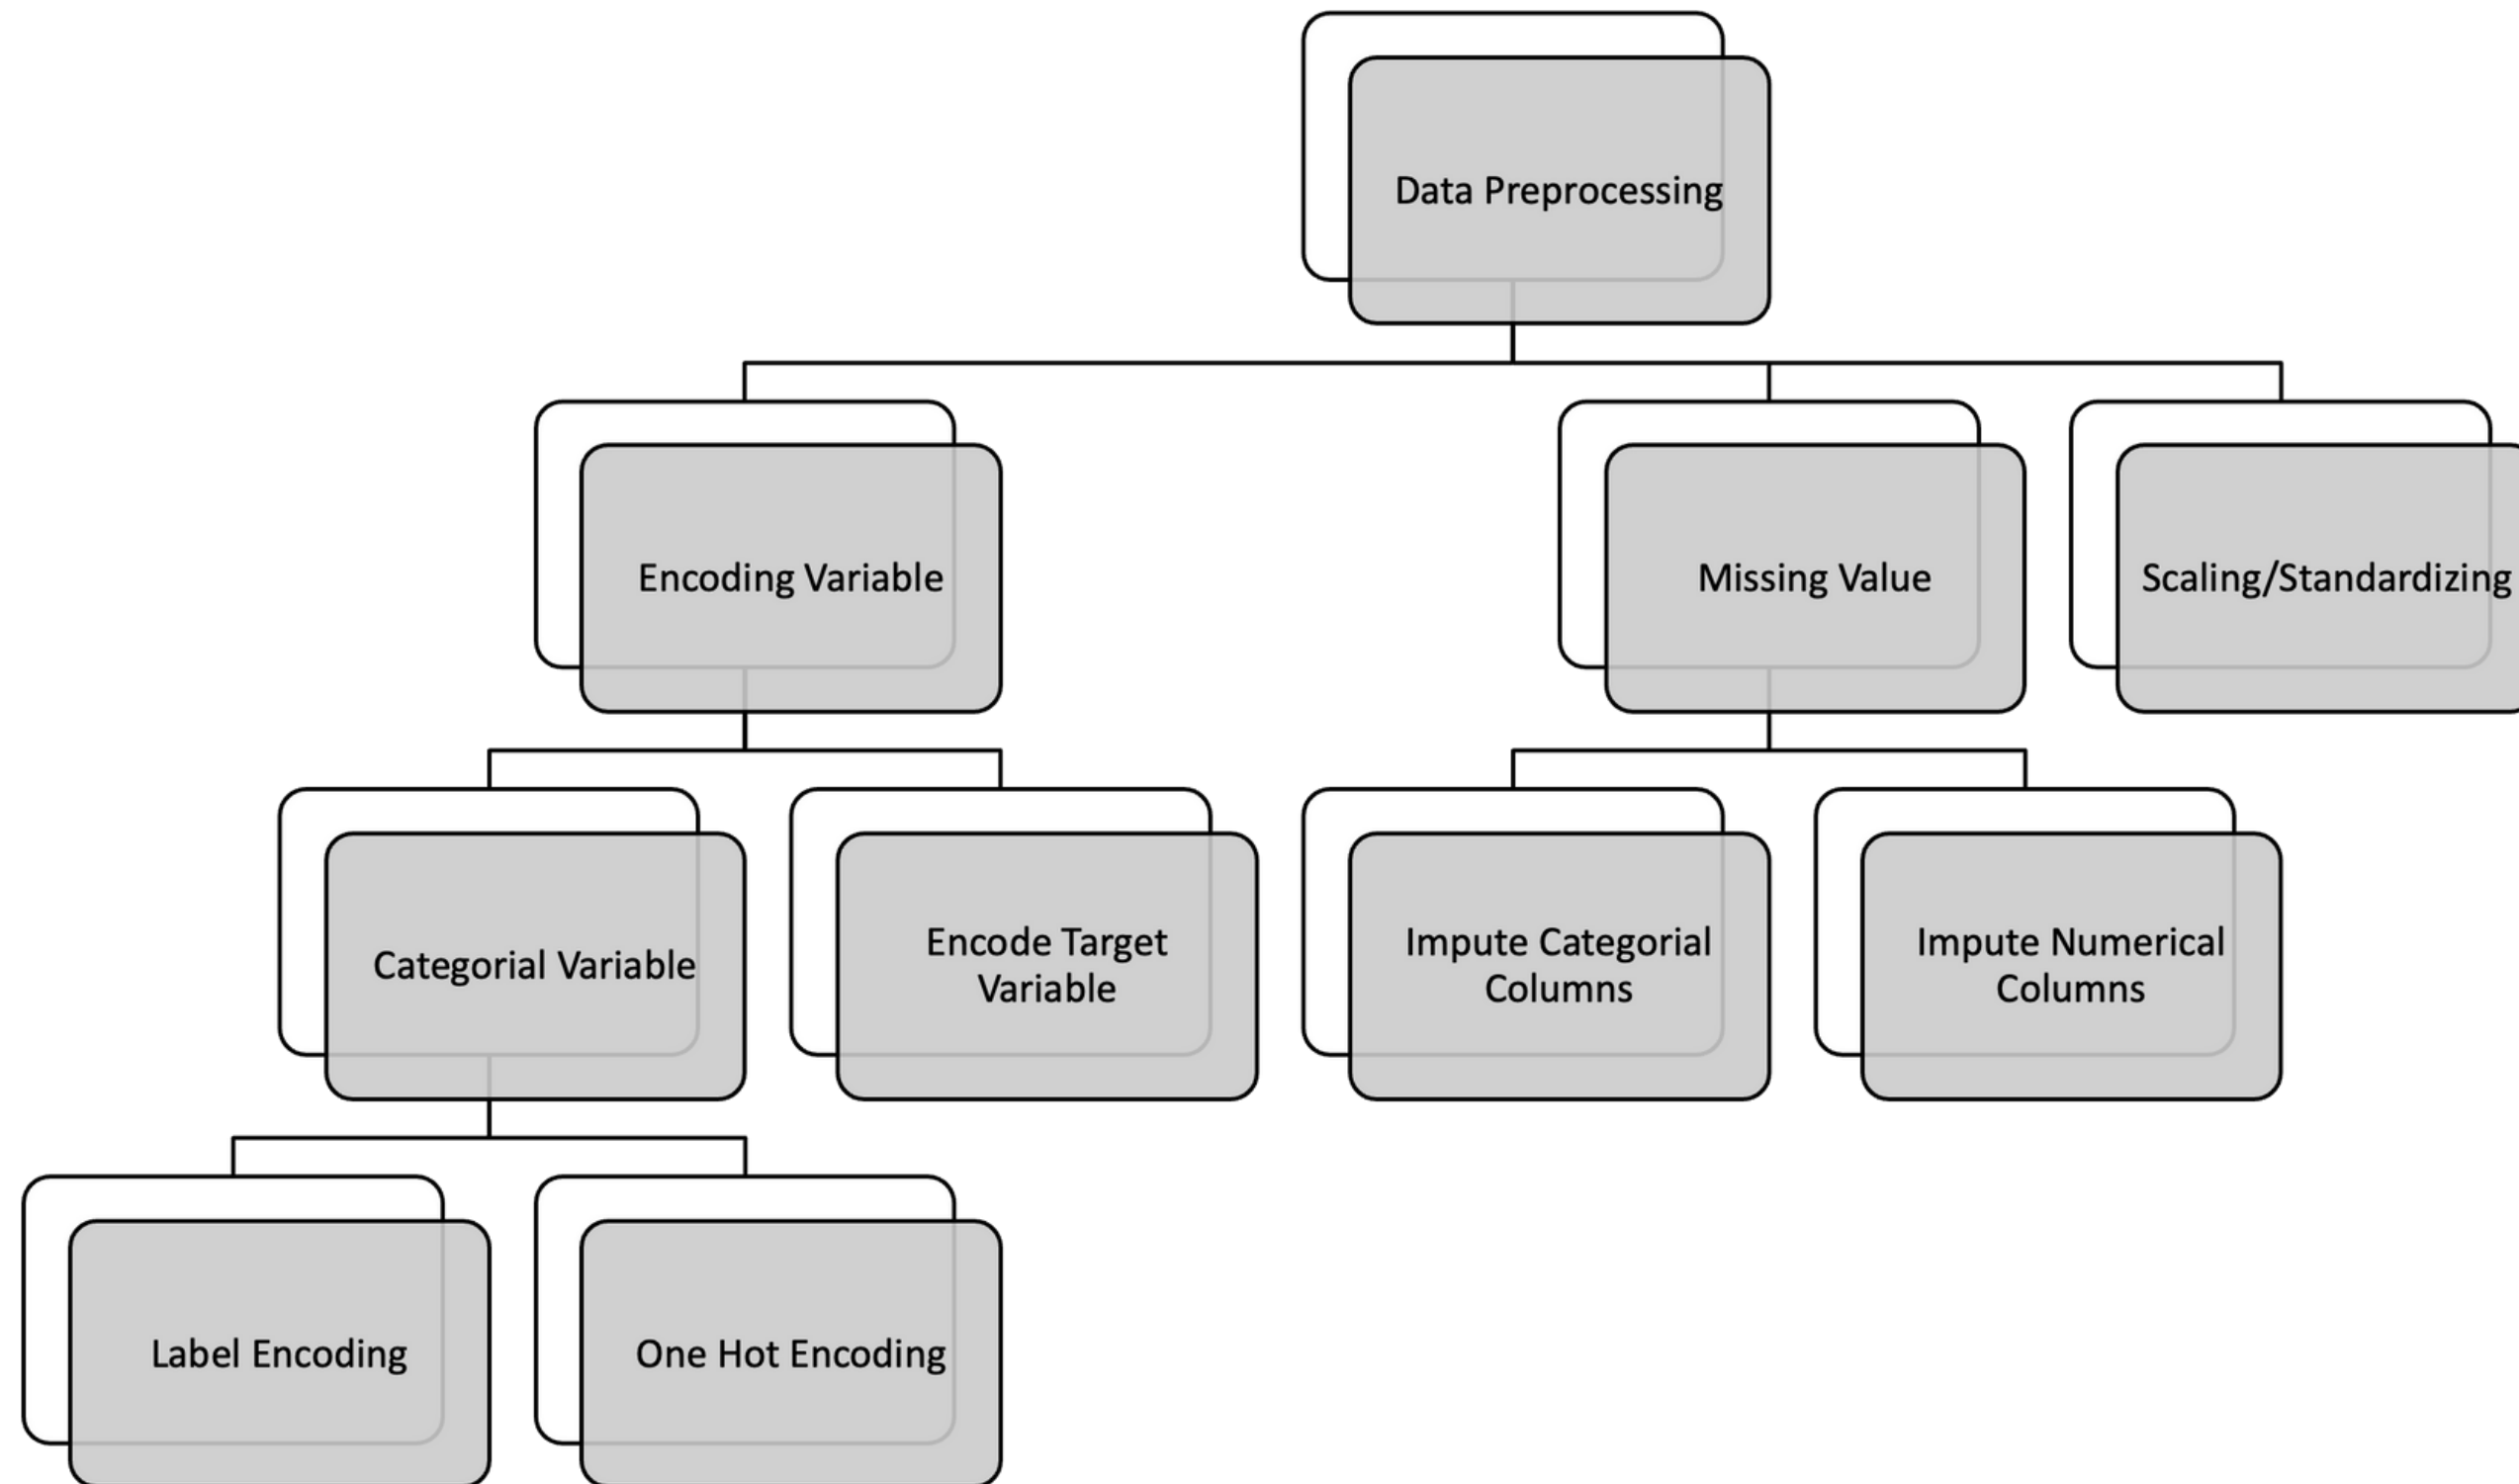 Data Preprocessing
Encoding Variable
Missing Value
Scaling/Standardizing
Categorial Variable
Encode Target
Variable
Impute Categorial
Columns
Impute Numerical
Columns
Label Encoding
One Hot Encoding